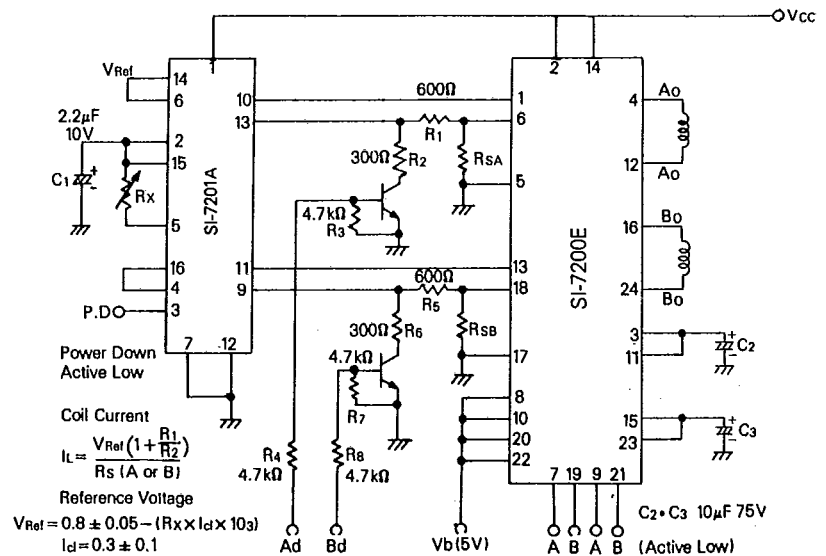 Vcc
2 14
VRef
14
6
2.2μF
10V
2
15
C1 + -
Rx
5
16
4
P.D 3
7 12
SI-7201A
10
13
11
9
600Ω
R1
300Ω R2
4.7kΩ
R3
RSA
600Ω
R5
300Ω R6
4.7kΩ
R7
RSB
R4
4.7kΩ
R8
4.7kΩ
Ad Bd Vb (5V)
1
6
5
13
18
17
8
10
20
22
SI-7200E
4 Ao
12 Ao
16 Bo
24 Bo
3
11
+ - C2
15
23
+ - C3
7 19 9 21
A B A B (Active Low)
C2•C3 10μF 75V
Power Down
Active Low
Coil Current
IL = VRef (1 + R1/R2) / Rs (A or B)
Reference Voltage
VRef = 0.8 ± 0.05 – (Rx × Icl × 103)
Icl = 0.3 ± 0.1